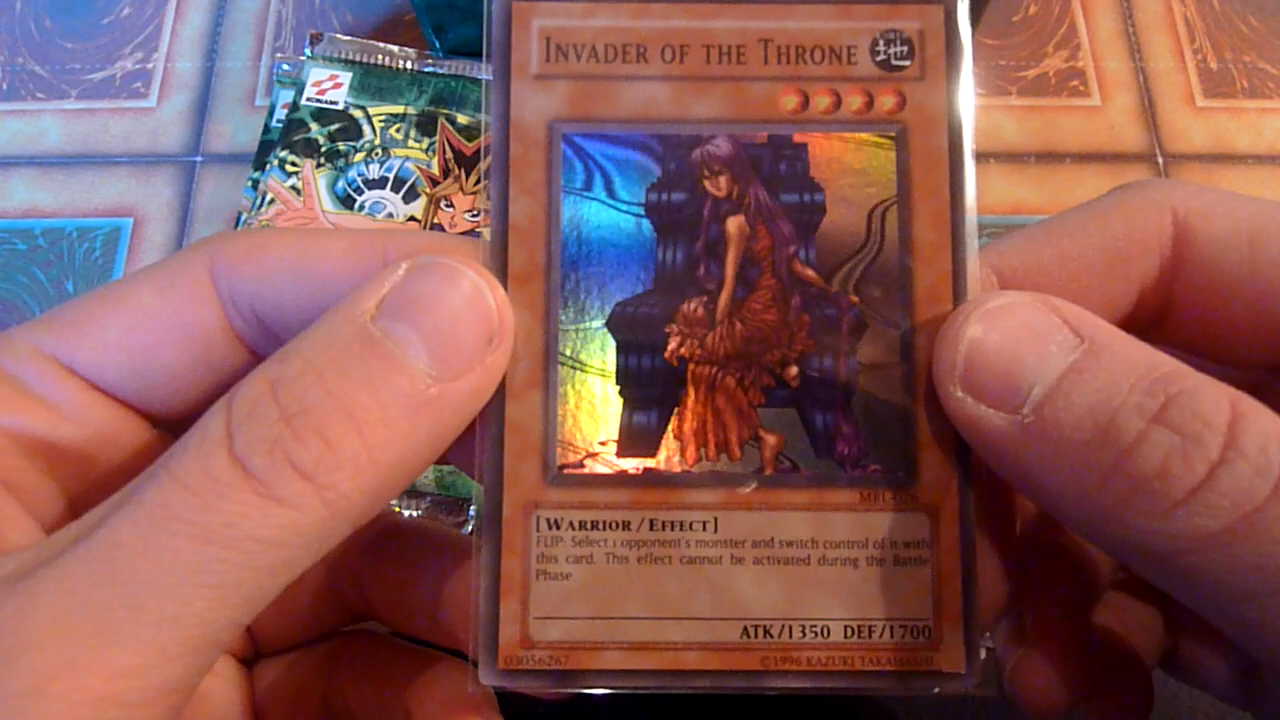 KONAMI
INVADER OF THE THRONE
地
[WARRIOR/EFFECT]
FLIP: Select 1 opponent's monster and switch control of it with
this card. This effect cannot be activated during the Battle
Phase
ATK/1350 DEF/1700
03056267
©1996 KAZUKI TAKAHASHI